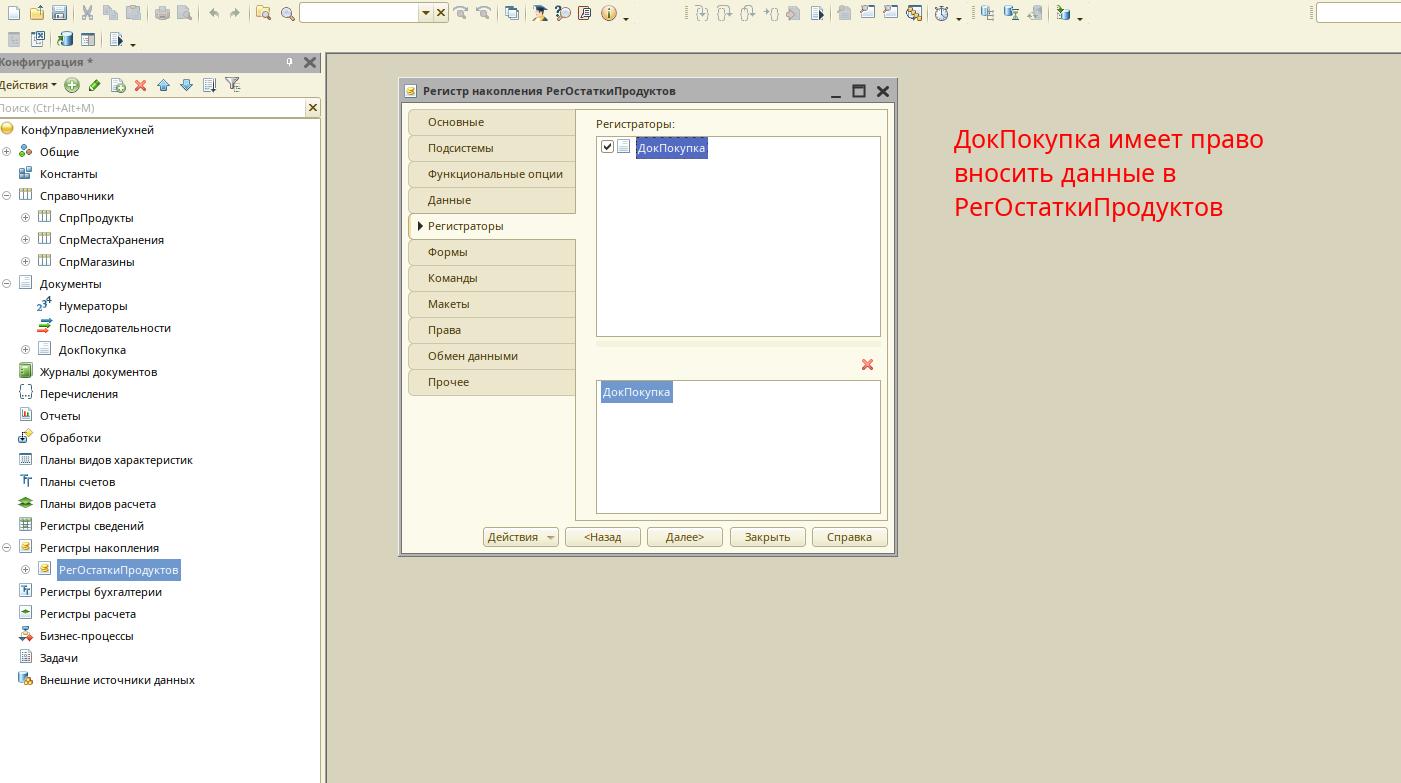 Конфигурация *
Действия
Поиск (Ctrl+Alt+M)
КонфУправлениеКухней
Общие
Константы
Справочники
СпрПродукты
СпрМестаХранения
СпрМагазины
Документы
Нумераторы
Последовательности
ДокПокупка
Журналы документов
Перечисления
Отчеты
Обработки
Планы видов характеристик
Планы счетов
Планы видов расчета
Регистры сведений
Регистры накопления
РегОстаткиПродуктов
Регистры бухгалтерии
Регистры расчета
Бизнес-процессы
Задачи
Внешние источники данных
Регистр накопления РегОстаткиПродуктов
Основные
Подсистемы
Функциональные опции
Данные
Регистраторы
Формы
Команды
Макеты
Права
Обмен данными
Прочее
Регистраторы:
ДокПокупка
ДокПокупка
Действия
<Назад
Далее>
Закрыть
Справка
ДокПокупка имеет право
вносить данные в
РегОстаткиПродуктов